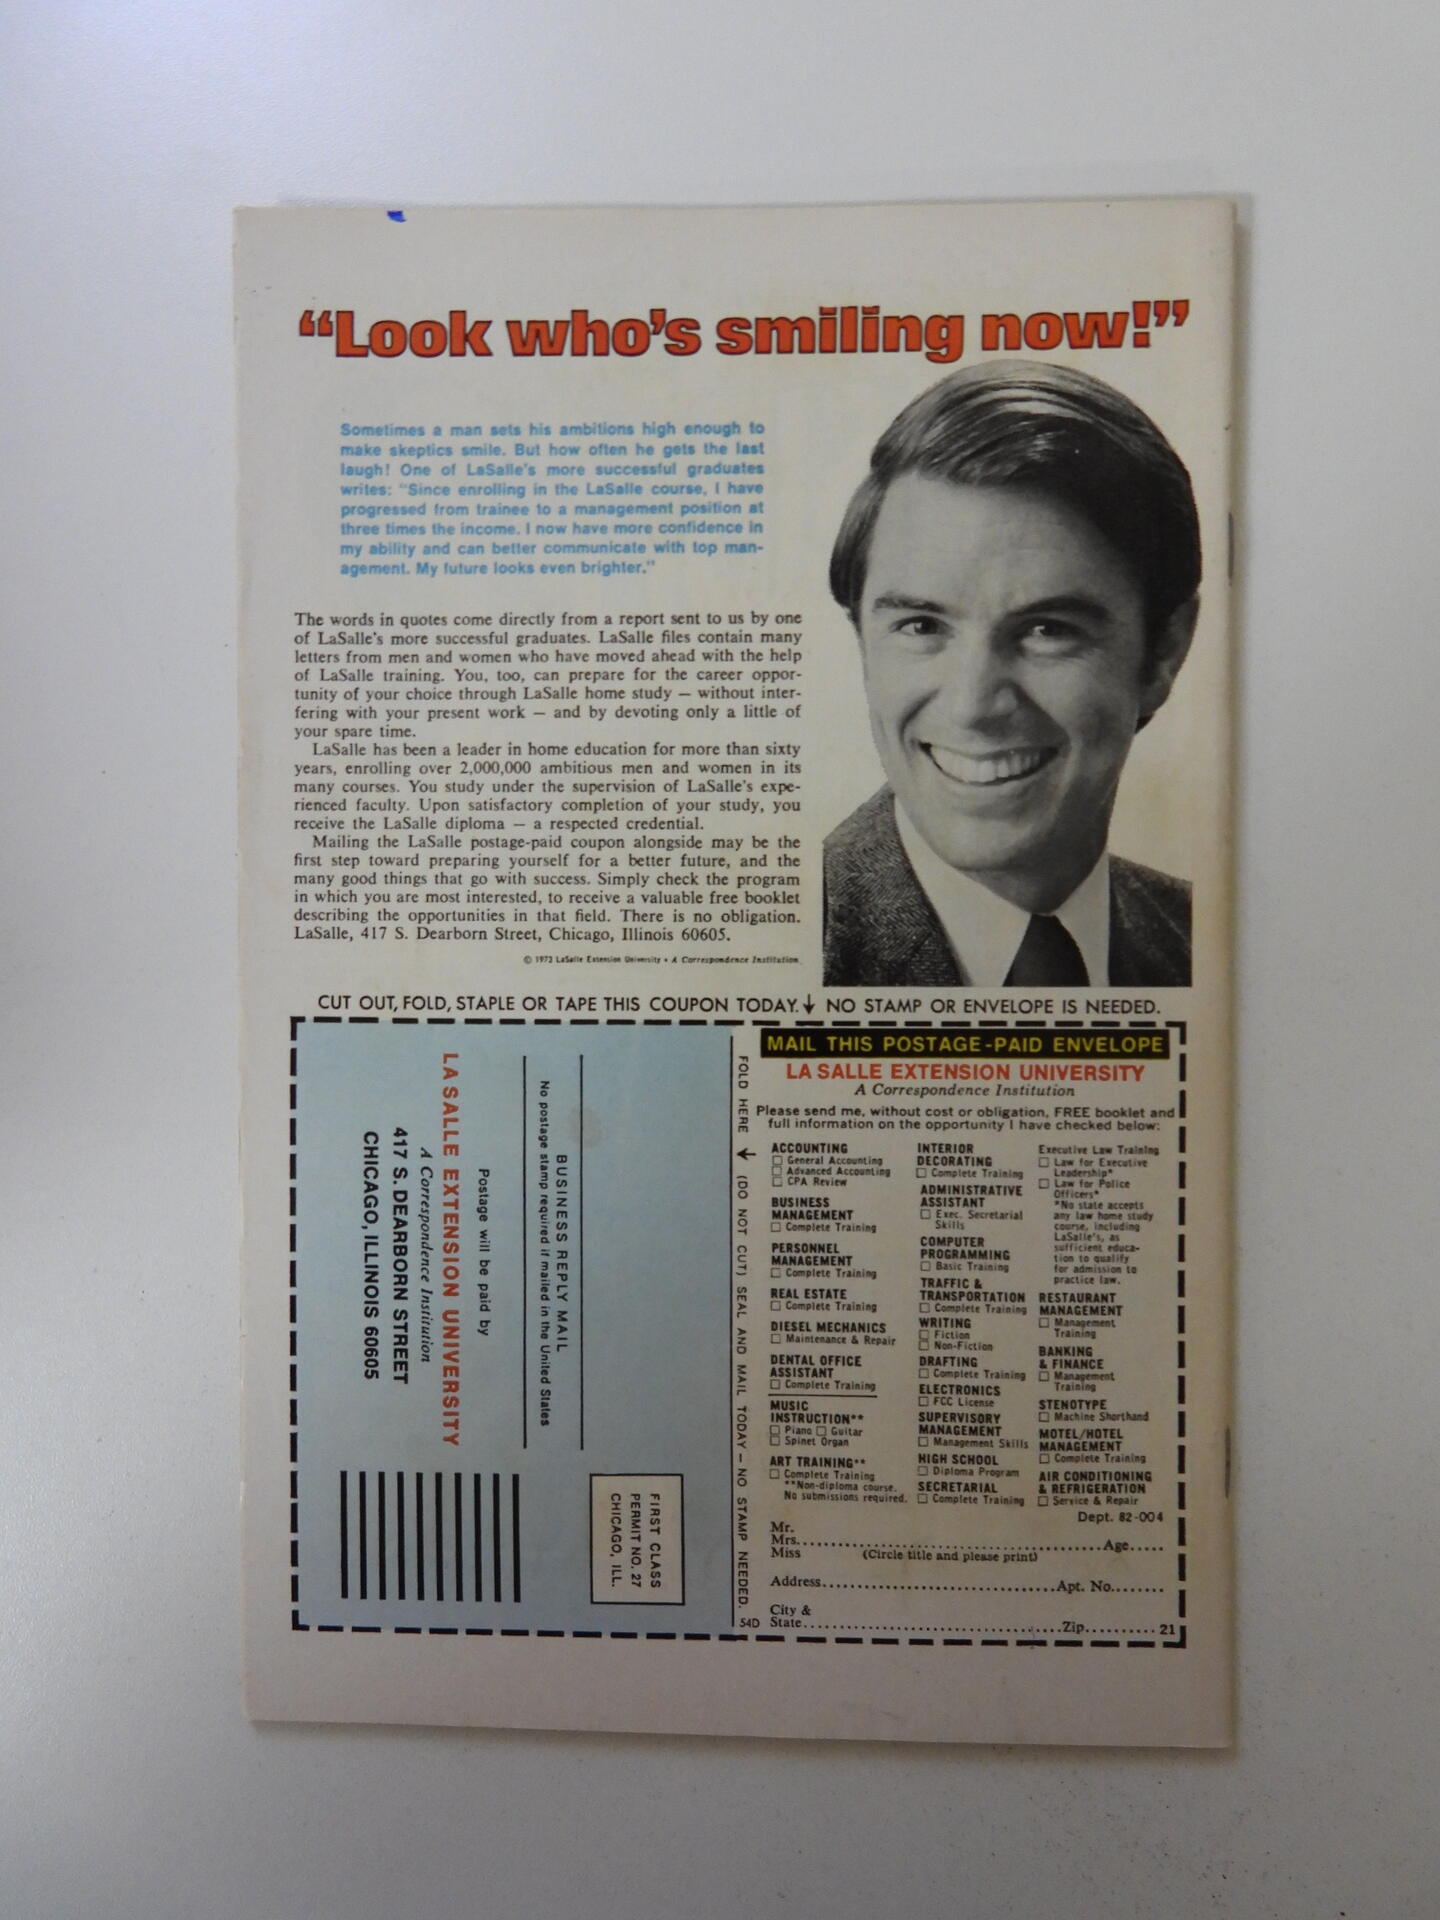 “Look who's smiling now!”
Sometimes a man sets his ambitions high enough to
make skeptics smile. But how often he gets the last
laugh! One of LaSalle's more successful graduates
writes: “Since enrolling in the LaSalle course, I have
progressed from trainee to a management position at
three times the income. I now have more confidence in
my ability and can better communicate with top man-
agement. My future looks even brighter.”
The words in quotes come directly from a report sent to us by one
of LaSalle's more successful graduates. LaSalle files contain many
letters from men and women who have moved ahead with the help
of LaSalle training. You, too, can prepare for the career oppor-
tunity of your choice through LaSalle home study — without inter-
fering with your present work — and by devoting only a little of
your spare time.
LaSalle has been a leader in home education for more than sixty
years, enrolling over 2,000,000 ambitious men and women in its
many courses. You study under the supervision of LaSalle's expe-
rienced faculty. Upon satisfactory completion of your study, you
receive the LaSalle diploma — a respected credential.
Mailing the LaSalle postage-paid coupon alongside may be the
first step toward preparing yourself for a better future, and the
many good things that go with success. Simply check the program
in which you are most interested, to receive a valuable free booklet
describing the opportunities in that field. There is no obligation.
LaSalle, 417 S. Dearborn Street, Chicago, Illinois 60605.
© 1973 LaSalle Extension University • A Correspondence Institution
CUT OUT, FOLD, STAPLE OR TAPE THIS COUPON TODAY. ↓ NO STAMP OR ENVELOPE IS NEEDED.
FIRST CLASS
PERMIT NO. 27
CHICAGO, ILL.
BUSINESS REPLY MAIL
No postage stamp required if mailed in the United States
Postage will be paid by
LA SALLE EXTENSION UNIVERSITY
A Correspondence Institution
417 S. DEARBORN STREET
CHICAGO, ILLINOIS 60605
FOLD HERE → (DO NOT CUT) SEAL AND MAIL TODAY — NO STAMP NEEDED.
54D
MAIL THIS POSTAGE-PAID ENVELOPE
LA SALLE EXTENSION UNIVERSITY
A Correspondence Institution
Please send me, without cost or obligation, FREE booklet and
full information on the opportunity I have checked below:
ACCOUNTING
☐ General Accounting
☐ Advanced Accounting
☐ CPA Review
BUSINESS
MANAGEMENT
☐ Complete Training
PERSONNEL
MANAGEMENT
☐ Complete Training
REAL ESTATE
☐ Complete Training
DIESEL MECHANICS
☐ Maintenance & Repair
DENTAL OFFICE
ASSISTANT
☐ Complete Training
MUSIC
INSTRUCTION**
☐ Piano ☐ Guitar
☐ Spinet Organ
ART TRAINING**
☐ Complete Training
**Non-diploma course.
No submissions required.
INTERIOR
DECORATING
☐ Complete Training
ADMINISTRATIVE
ASSISTANT
☐ Exec. Secretarial
Skills
COMPUTER
PROGRAMMING
☐ Basic Training
TRAFFIC &
TRANSPORTATION
☐ Complete Training
WRITING
☐ Fiction
☐ Non-Fiction
DRAFTING
☐ Complete Training
ELECTRONICS
☐ FCC License
SUPERVISORY
MANAGEMENT
☐ Management Skills
HIGH SCHOOL
☐ Diploma Program
SECRETARIAL
☐ Complete Training
Executive Law Training
☐ Law for Executive
Leadership*
☐ Law for Police
Officers*
*No state accepts
any law home study
course, including
LaSalle's, as
sufficient educa-
tion to qualify
for admission to
practice law.
RESTAURANT
MANAGEMENT
☐ Management
Training
BANKING
& FINANCE
☐ Management
Training
STENOTYPE
☐ Machine Shorthand
MOTEL/HOTEL
MANAGEMENT
☐ Complete Training
AIR CONDITIONING
& REFRIGERATION
☐ Service & Repair
Dept. 82-004
Mr.
Mrs. Age
Miss (Circle title and please print)
Address Apt. No.
City &
State Zip 21